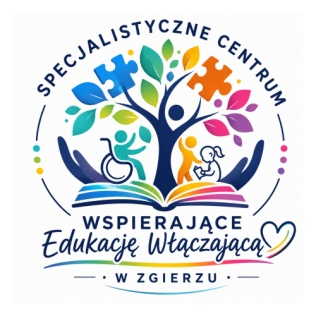 SPECJALISTYCZNE CENTRUM
WSPIERAJĄCE
Edukację Włączającą
W ZGIERZU